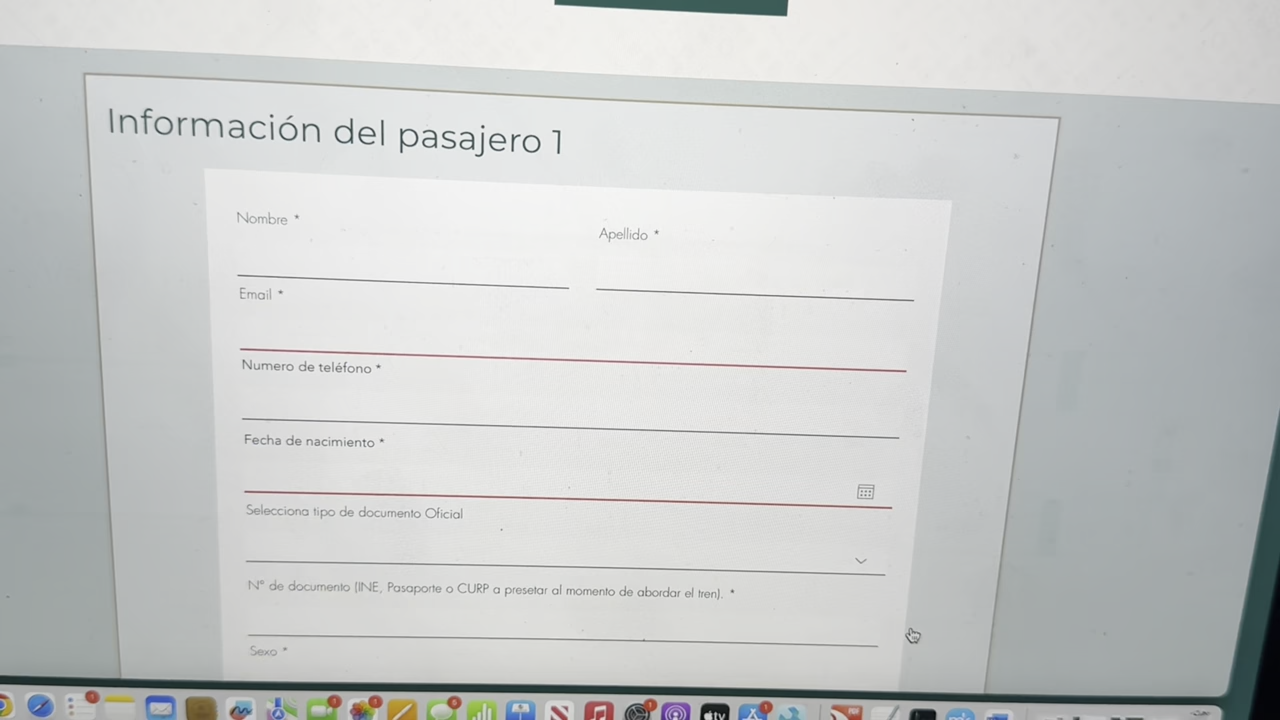 Información del pasajero 1
Nombre *
Apellido *
Email *
Numero de teléfono *
Fecha de nacimiento *
Selecciona tipo de documento Oficial
N° de documento (INE, Pasaporte o CURP a presetar al momento de abordar el tren). *
Sexo *